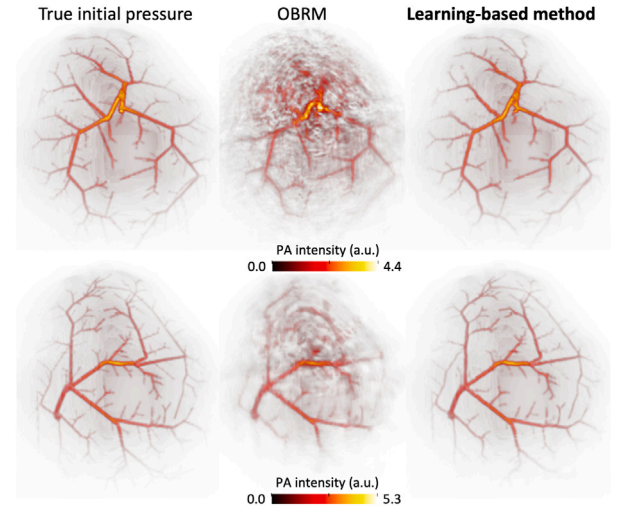 True initial pressure
OBRM
Learning-based method
PA intensity (a.u.)
0.0 4.4
PA intensity (a.u.)
0.0 5.3